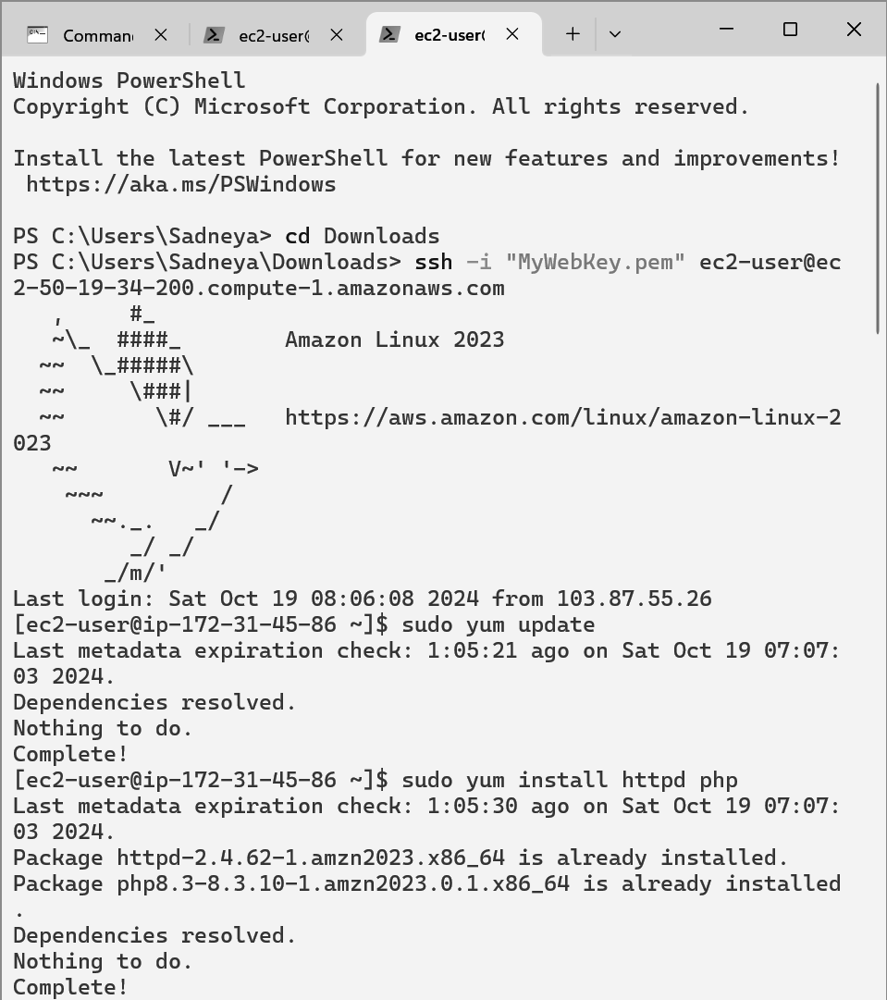 Comman
ec2-user@
ec2-user(
Windows PowerShell
Copyright (C) Microsoft Corporation. All rights reserved.
Install the latest PowerShell for new features and improvements!
 https://aka.ms/PSWindows
PS C:\Users\Sadneya> cd Downloads
PS C:\Users\Sadneya\Downloads> ssh -i "MyWebKey.pem" ec2-user@ec
2-50-19-34-200.compute-1.amazonaws.com
   ,     #_
   ~\_  ####_        Amazon Linux 2023
  ~~  \_#####\
  ~~     \###|
  ~~       \#/ ___   https://aws.amazon.com/linux/amazon-linux-2
023
   ~~       V~' '->
    ~~~         /
      ~~._.   _/
         _/ _/
       _/m/'
Last login: Sat Oct 19 08:06:08 2024 from 103.87.55.26
[ec2-user@ip-172-31-45-86 ~]$ sudo yum update
Last metadata expiration check: 1:05:21 ago on Sat Oct 19 07:07:
03 2024.
Dependencies resolved.
Nothing to do.
Complete!
[ec2-user@ip-172-31-45-86 ~]$ sudo yum install httpd php
Last metadata expiration check: 1:05:30 ago on Sat Oct 19 07:07:
03 2024.
Package httpd-2.4.62-1.amzn2023.x86_64 is already installed.
Package php8.3-8.3.10-1.amzn2023.0.1.x86_64 is already installed
.
Dependencies resolved.
Nothing to do.
Complete!